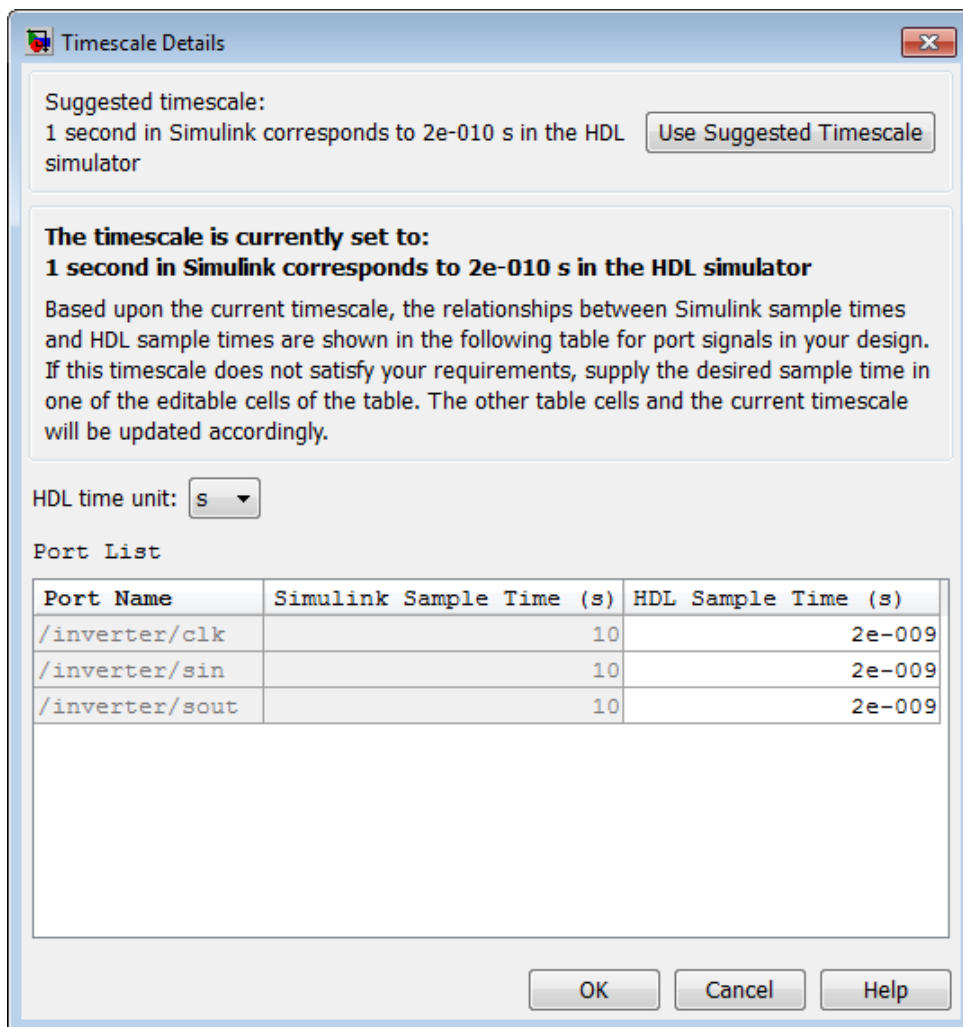 Timescale Details
Suggested timescale:
1 second in Simulink corresponds to 2e-010 s in the HDL
simulator
Use Suggested Timescale
The timescale is currently set to:
1 second in Simulink corresponds to 2e-010 s in the HDL simulator
Based upon the current timescale, the relationships between Simulink sample times
and HDL sample times are shown in the following table for port signals in your design.
If this timescale does not satisfy your requirements, supply the desired sample time in
one of the editable cells of the table. The other table cells and the current timescale
will be updated accordingly.
HDL time unit: s
Port List
Port Name Simulink Sample Time (s) HDL Sample Time (s)
/inverter/clk 10 2e-009
/inverter/sin 10 2e-009
/inverter/sout 10 2e-009
OK Cancel Help